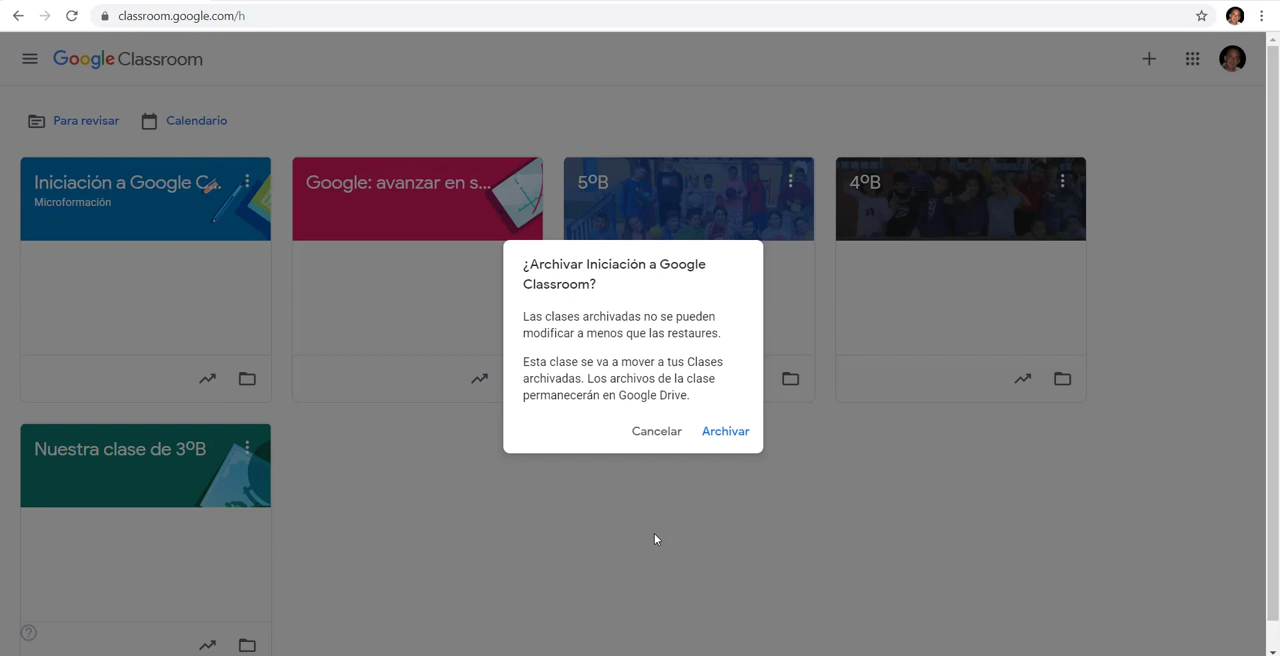 classroom.google.com/h
Google Classroom
Para revisar
Calendario
Iniciación a Google C...
Microformación
Google: avanzar en s...
5ºB
4ºB
¿Archivar Iniciación a Google
Classroom?
Las clases archivadas no se pueden
modificar a menos que las restaures.
Esta clase se va a mover a tus Clases
archivadas. Los archivos de la clase
permanecerán en Google Drive.
Cancelar
Archivar
Nuestra clase de 3ºB